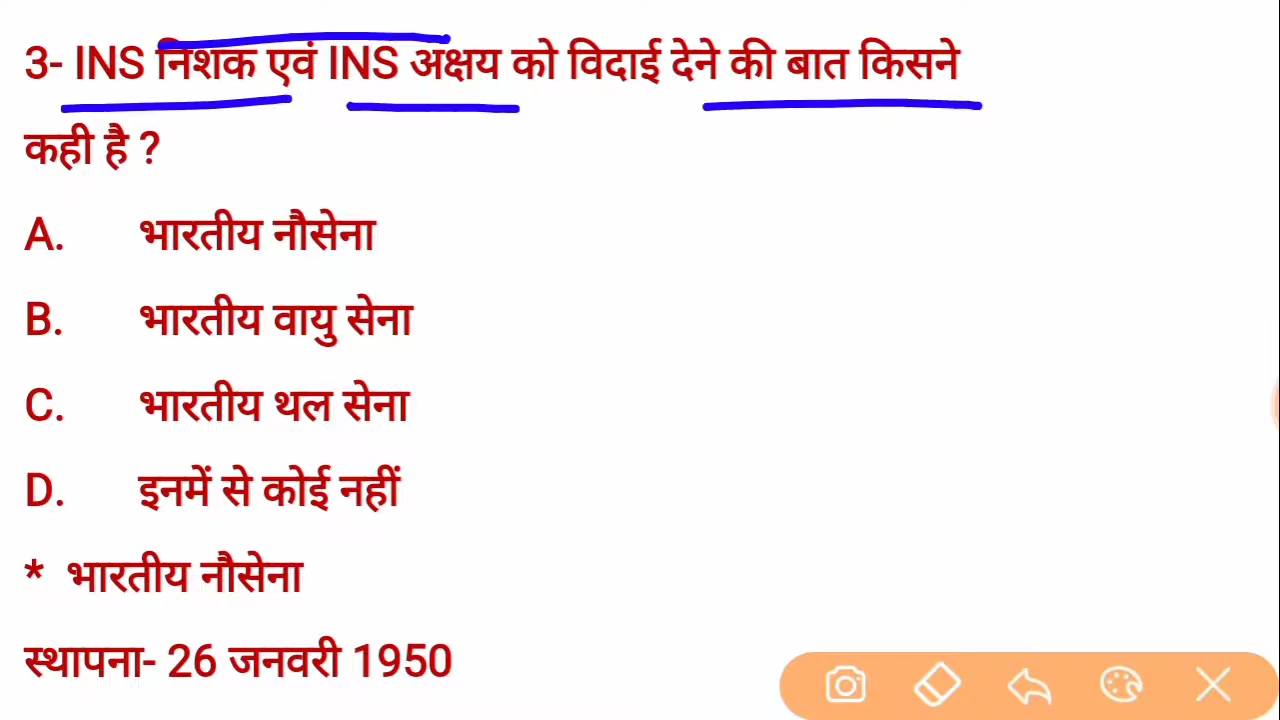 3- INS निशक एवं INS अक्षय को विदाई देने की बात किसने
कही है ?
A. भारतीय नौसेना
B. भारतीय वायु सेना
C. भारतीय थल सेना
D. इनमें से कोई नहीं
* भारतीय नौसेना
स्थापना- 26 जनवरी 1950